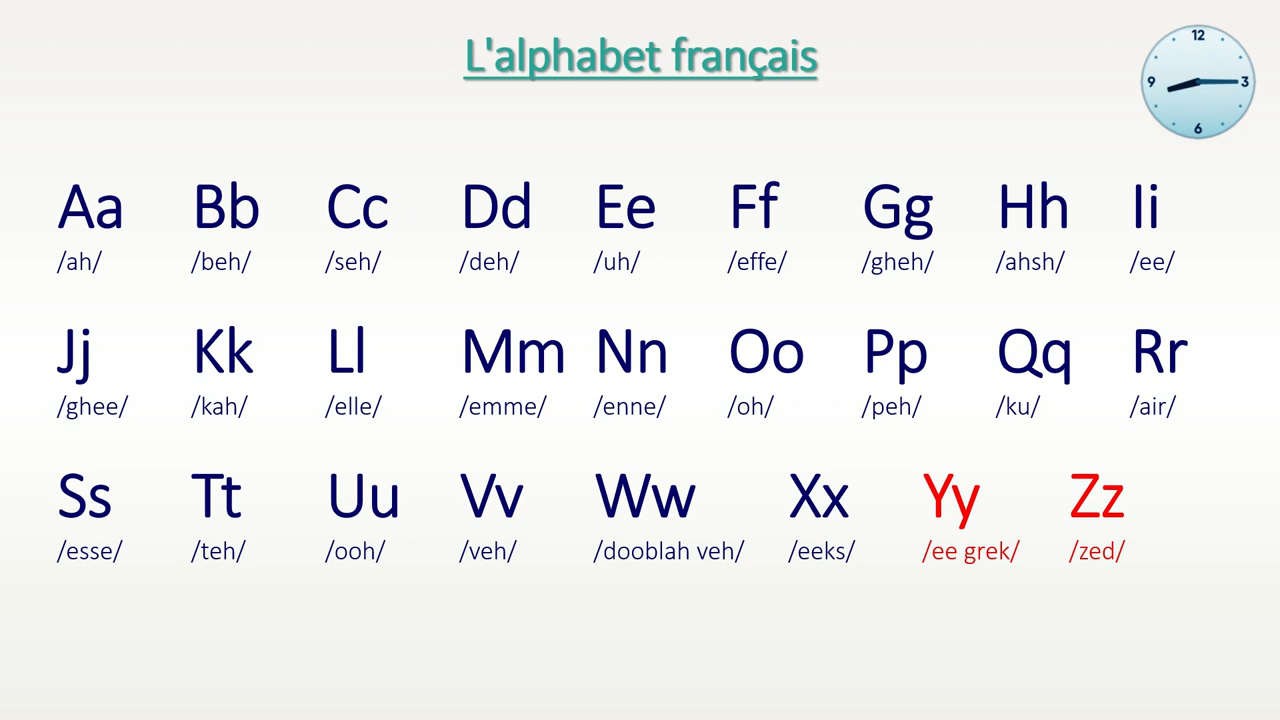 L'alphabet français
12
9 3
6
Aa Bb Cc Dd Ee Ff Gg Hh Ii
/ah/ /beh/ /seh/ /deh/ /uh/ /effe/ /gheh/ /ahsh/ /ee/
Jj Kk Ll Mm Nn Oo Pp Qq Rr
/ghee/ /kah/ /elle/ /emme/ /enne/ /oh/ /peh/ /ku/ /air/
Ss Tt Uu Vv Ww Xx Yy Zz
/esse/ /teh/ /ooh/ /veh/ /dooblah veh/ /eeks/ /ee grek/ /zed/